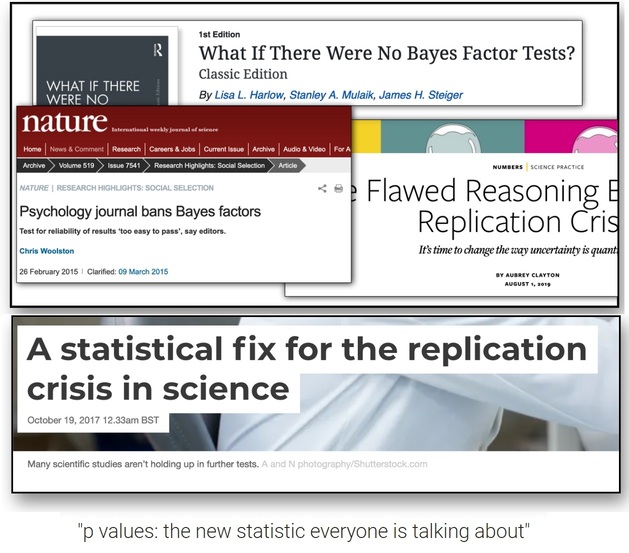 1st Edition
What If There Were No Bayes Factor Tests?
Classic Edition
By Lisa L. Harlow, Stanley A. Mulaik, James H. Steiger
R
WHAT IF THERE
WERE NO
nature International weekly journal of science
Home News & Comment Research Careers & Jobs Current Issue Archive Audio & Video For A
Archive Volume 519 Issue 7541 Research Highlights: Social Selection Article
NATURE | RESEARCH HIGHLIGHTS: SOCIAL SELECTION
Psychology journal bans Bayes factors
Test for reliability of results 'too easy to pass', say editors.
Chris Woolston
26 February 2015 | Clarified: 09 March 2015
NUMBERS | SCIENCE PRACTICE
e Flawed Reasoning B
Replication Cris
It's time to change the way uncertainty is quant
BY AUBREY CLAYTON
AUGUST 1, 2019
A statistical fix for the replication
crisis in science
October 19, 2017 12.33am BST
Many scientific studies aren't holding up in further tests. A and N photography/Shutterstock.com
"p values: the new statistic everyone is talking about"